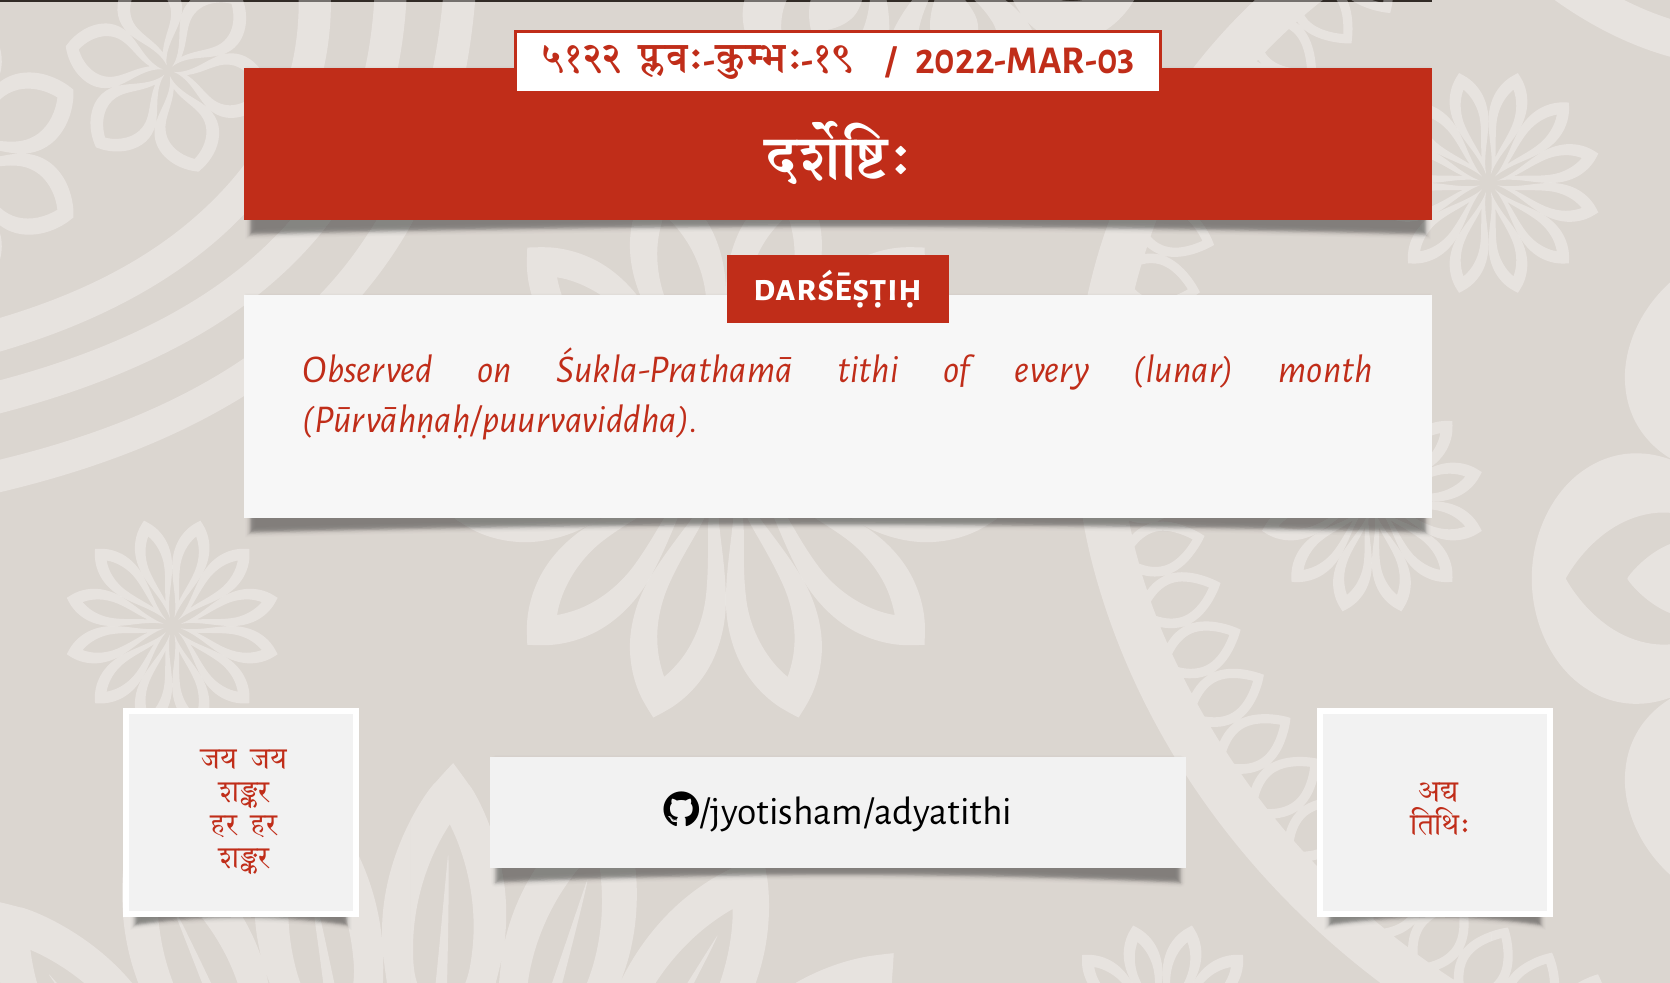 ५१२२ प्लवः-कुम्भः-१९ / 2022-MAR-03
दर्शेष्टिः
DARŚĒṢṬIḤ
Observed on Śukla-Prathamā tithi of every (lunar) month
(Pūrvāhṇaḥ/puurvaviddha).
जय जय
शङ्कर
हर हर
शङ्कर
/jyotisham/adyatithi
अद्य
तिथिः